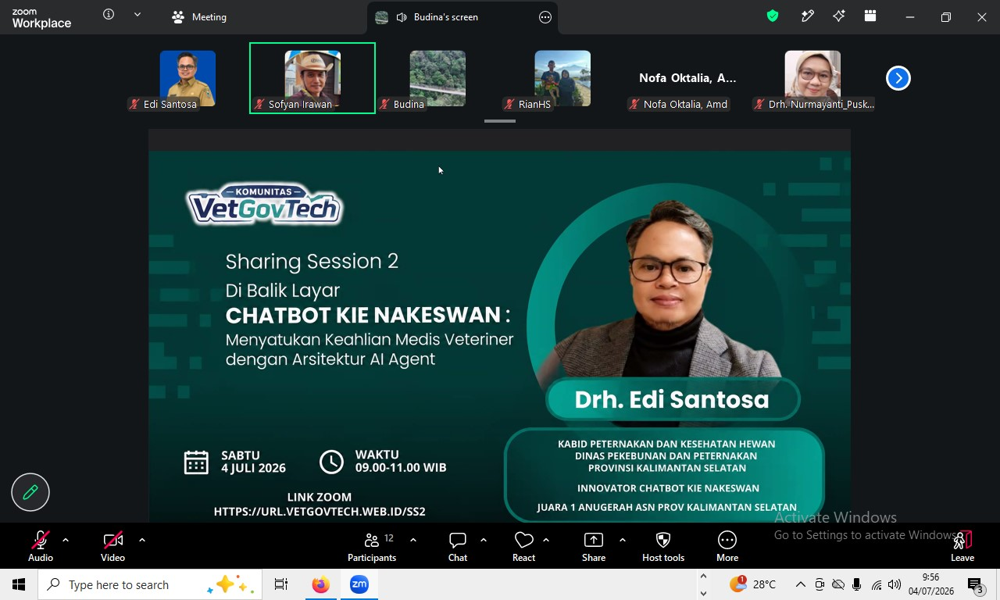 zoom
Workplace
Meeting
Budina's screen
Edi Santosa
Sofyan Irawan -
Budina
RianHS
Nofa Oktalia, A...
Nofa Oktalia, Amd
Drh. Nurmayanti_Pusk...
KOMUNITAS
VetGovTech
Sharing Session 2
Di Balik Layar
CHATBOT KIE NAKESWAN :
Menyatukan Keahlian Medis Veteriner
dengan Arsitektur AI Agent
Drh. Edi Santosa
KABID PETERNAKAN DAN KESEHATAN HEWAN
DINAS PEKEBUNAN DAN PETERNAKAN
PROVINSI KALIMANTAN SELATAN
INNOVATOR CHATBOT KIE NAKESWAN
JUARA 1 ANUGERAH ASN PROV KALIMANTAN SELATAN
SABTU
4 JULI 2026
WAKTU
09.00-11.00 WIB
LINK ZOOM
HTTPS://URL.VETGOVTECH.WEB.ID/SS2
Activate Windows
Go to Settings to activate Windows.
Audio
Video
Participants
12
Chat
React
Share
Host tools
More
Leave
Type here to search
zm
1
28°C
9:56
04/07/2026
3